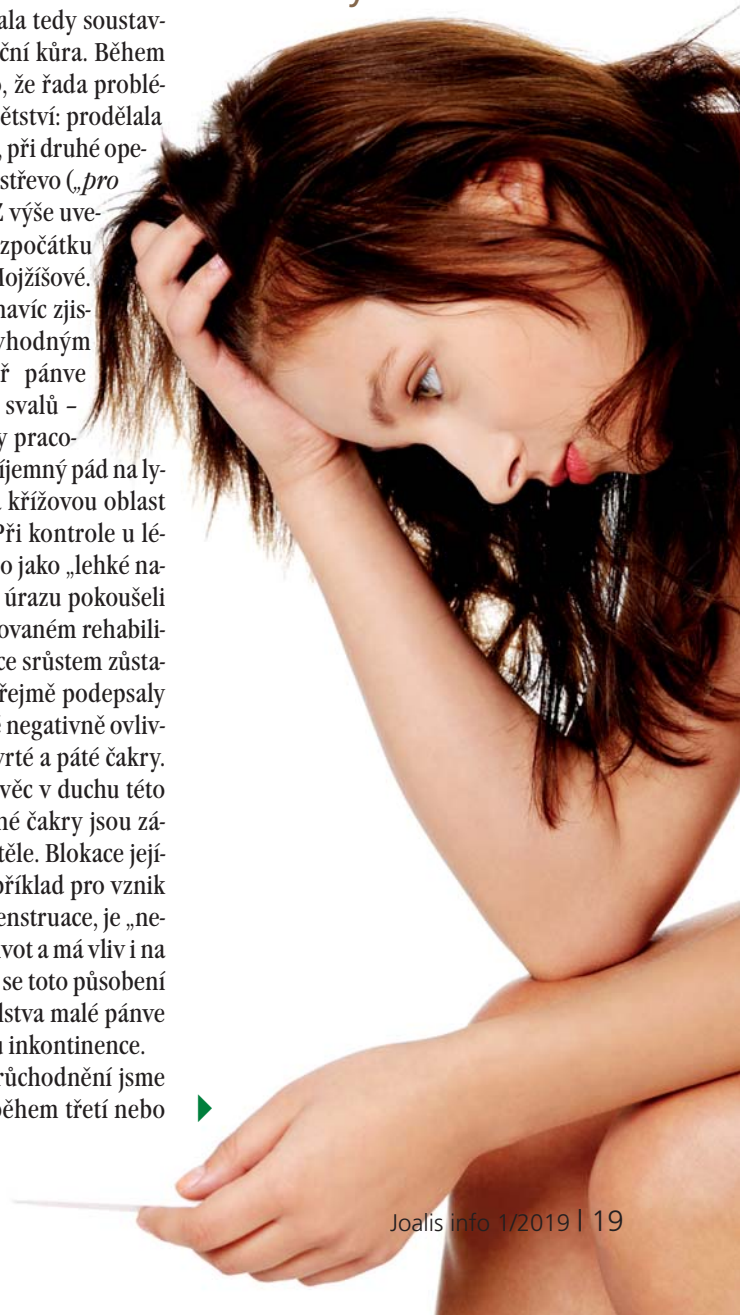 ala tedy soustav-
ční kůra. Během
, že řada problé-
ětství: prodělala
, při druhé ope-
střevo („pro
Z výše uve-
zpočátku
Mojžíšové.
navíc zjis-
vhodným
ř pánve
svalů –
y praco-
íjemný pád na ly-
křížovou oblast
Při kontrole u lé-
o jako „lehké na-
úrazu pokoušeli
ovaném rehabili-
ce srůstem zůsta-
řejmě podepsaly
negativně ovliv-
vrté a páté čakry.
věc v duchu této
né čakry jsou zá-
těle. Blokace její-
příklad pro vznik
enstruace, je „ne-
ivot a má vliv i na
se toto působení
lstva malé pánve
u inkontinence.
růchodnění jsme
během třetí nebo
Joalis info 1/2019 | 19